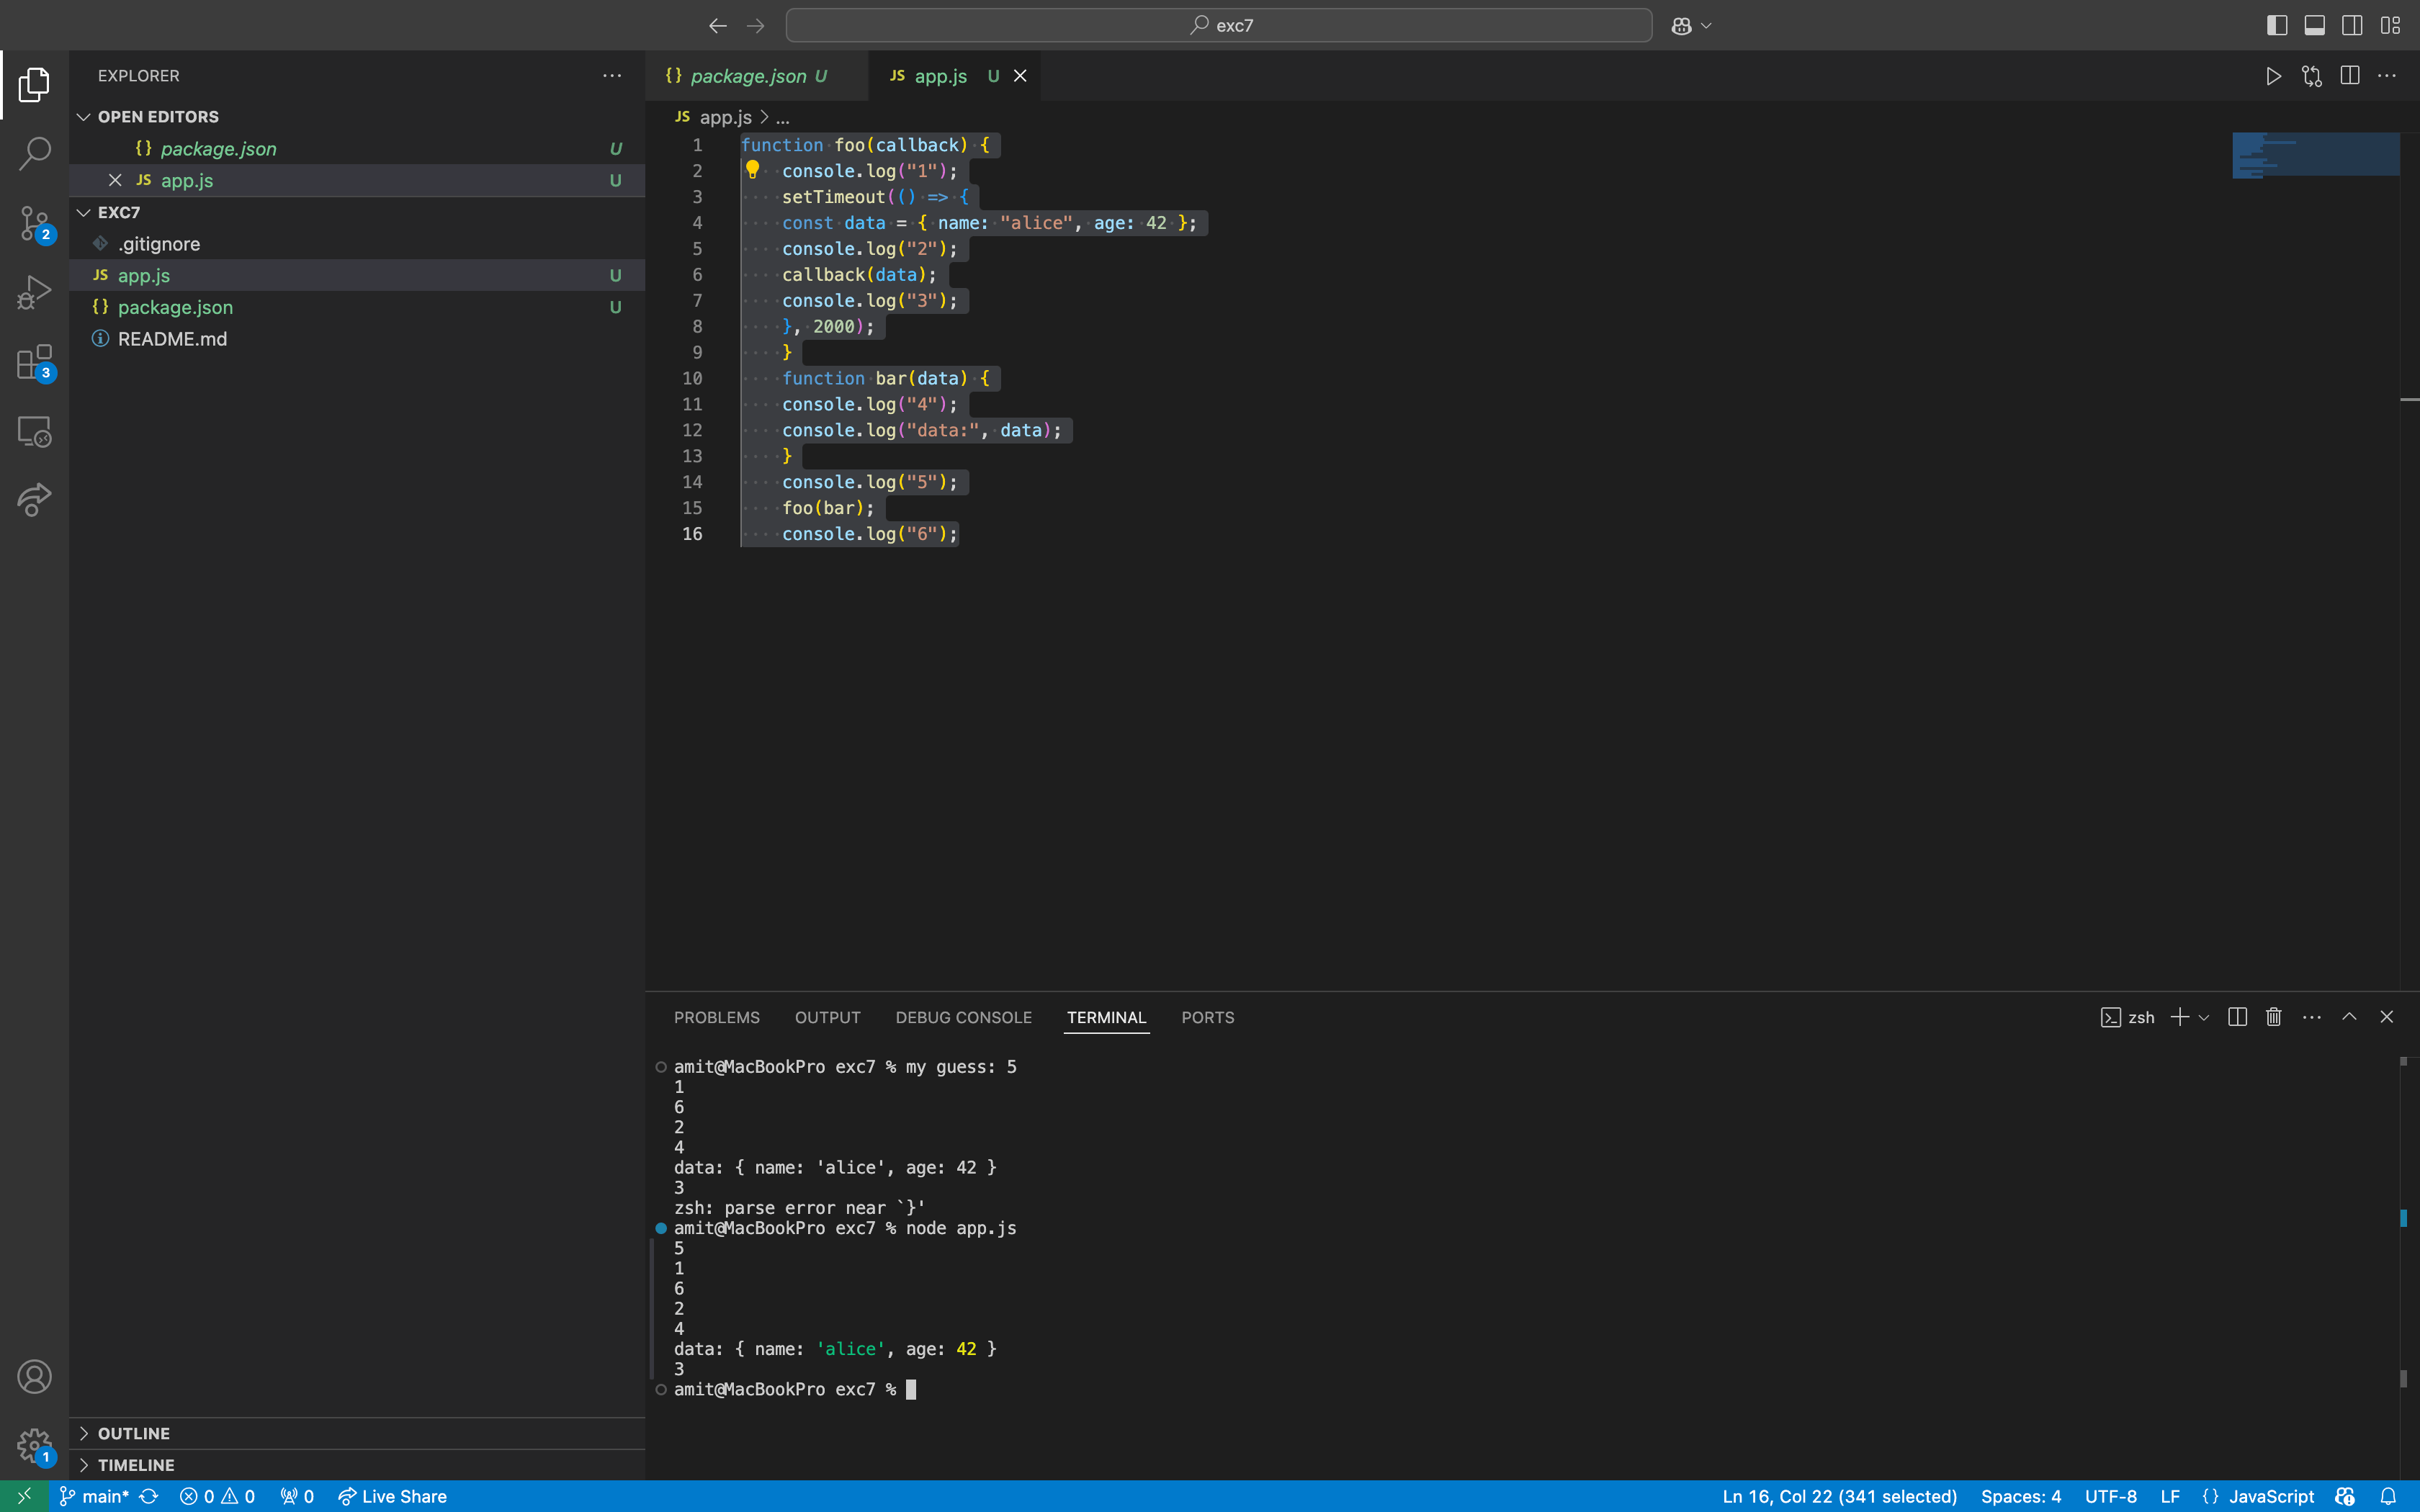 exc7
EXPLORER
OPEN EDITORS
{} package.json U
JS app.js U
EXC7
.gitignore
JS app.js U
{} package.json U
README.md
2
3
1
OUTLINE
TIMELINE
{} package.json U
JS app.js U
JS app.js > ...
1 function foo(callback) {
2 console.log("1");
3 setTimeout(() => {
4 const data = { name: "alice", age: 42 };
5 console.log("2");
6 callback(data);
7 console.log("3");
8 }, 2000);
9 }
10 function bar(data) {
11 console.log("4");
12 console.log("data:", data);
13 }
14 console.log("5");
15 foo(bar);
16 console.log("6");
PROBLEMS OUTPUT DEBUG CONSOLE TERMINAL PORTS
zsh
amit@MacBookPro exc7 % my guess: 5
1
6
2
4
data: { name: 'alice', age: 42 }
3
zsh: parse error near `}'
amit@MacBookPro exc7 % node app.js
5
1
6
2
4
data: { name: 'alice', age: 42 }
3
amit@MacBookPro exc7 %
main* 0 0 0 Live Share
Ln 16, Col 22 (341 selected) Spaces: 4 UTF-8 LF {} JavaScript